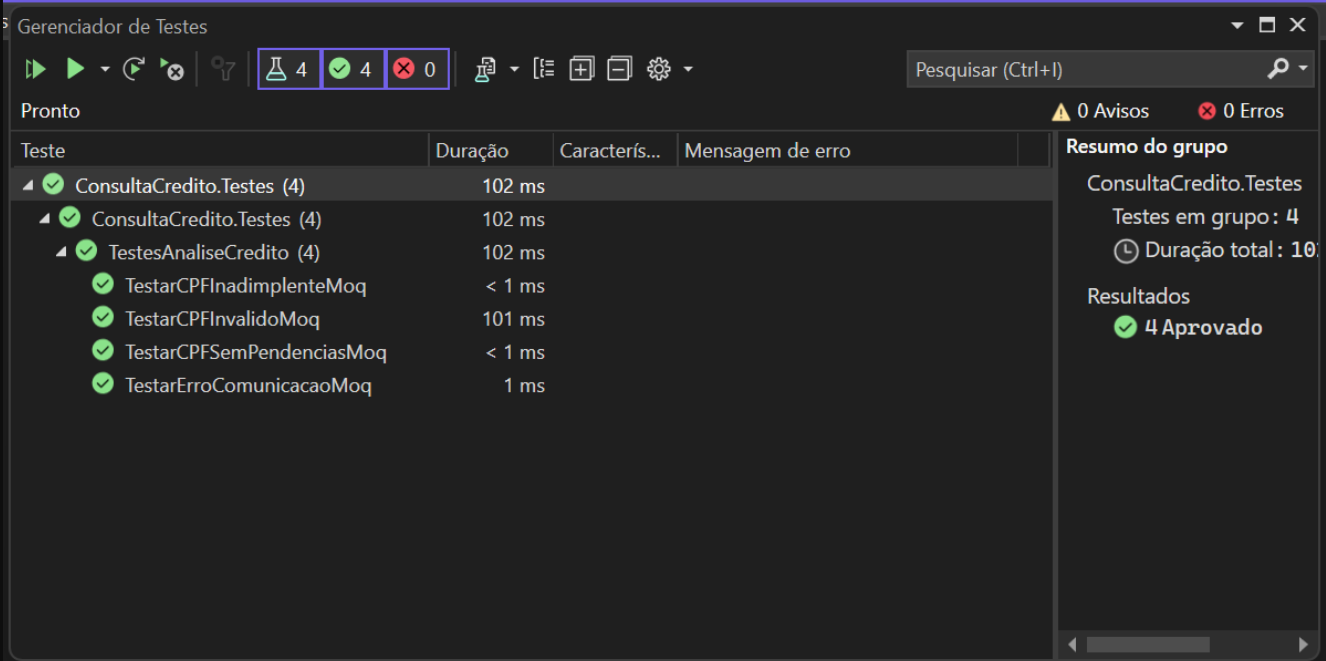 Gerenciador de Testes
4 4 0
Pesquisar (Ctrl+I)
Pronto
0 Avisos 0 Erros
Teste Duração Caracterís... Mensagem de erro
ConsultaCredito.Testes (4) 102 ms
ConsultaCredito.Testes (4) 102 ms
TestesAnaliseCredito (4) 102 ms
TestarCPFInadimplenteMoq < 1 ms
TestarCPFInvalidoMoq 101 ms
TestarCPFSemPendenciasMoq < 1 ms
TestarErroComunicacaoMoq 1 ms
Resumo do grupo
ConsultaCredito.Testes
Testes em grupo: 4
Duração total: 10
Resultados
4 Aprovado